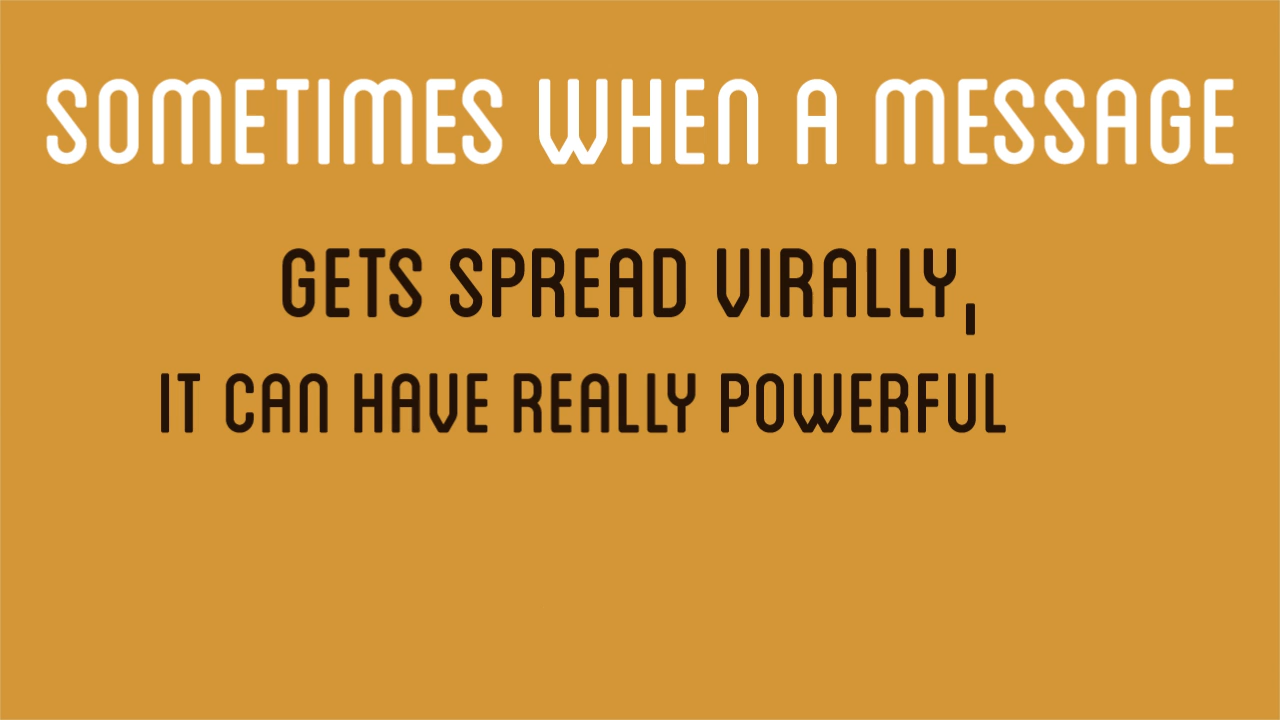 SOMETIMES WHEN A MESSAGE
GETS SPREAD VIRALLY,
IT CAN HAVE REALLY POWERFUL